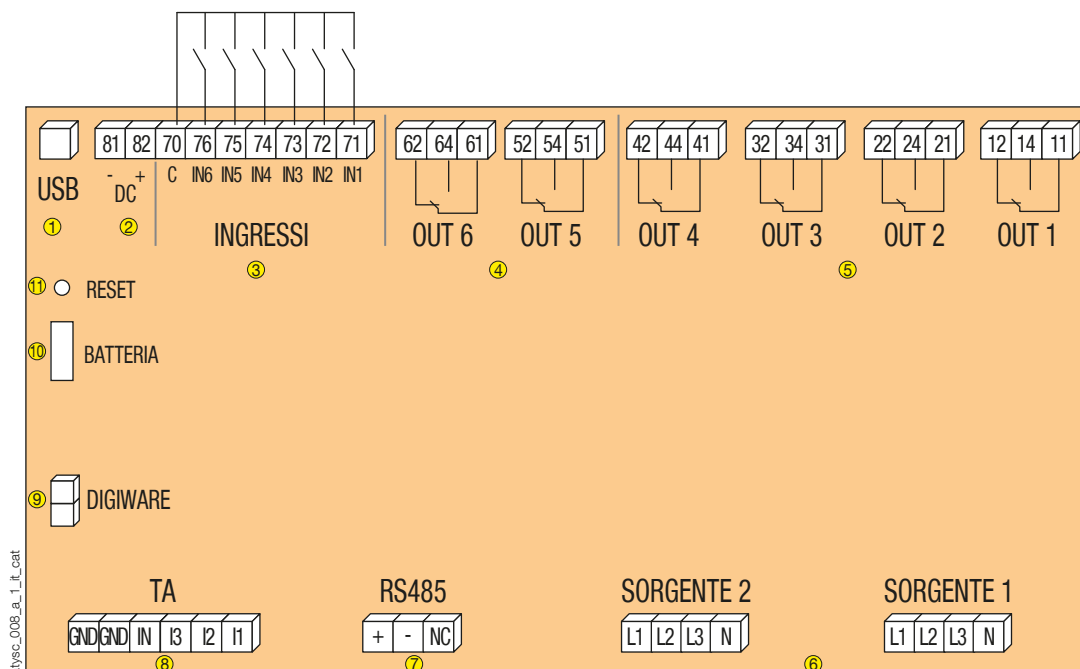 81 82 70 76 75 74 73 72 71
62 64 61
52 54 51
42 44 41
32 34 31
22 24 21
12 14 11
USB
- + DC
C IN6 IN5 IN4 IN3 IN2 IN1
INGRESSI
OUT 6
OUT 5
OUT 4
OUT 3
OUT 2
OUT 1
1
2
3
4
5
11
RESET
10
BATTERIA
9
DIGIWARE
TA
RS485
SORGENTE 2
SORGENTE 1
GND GND IN I3 I2 I1
+ - NC
L1 L2 L3 N
L1 L2 L3 N
8
7
6
tysc_008_a_1_it_cat